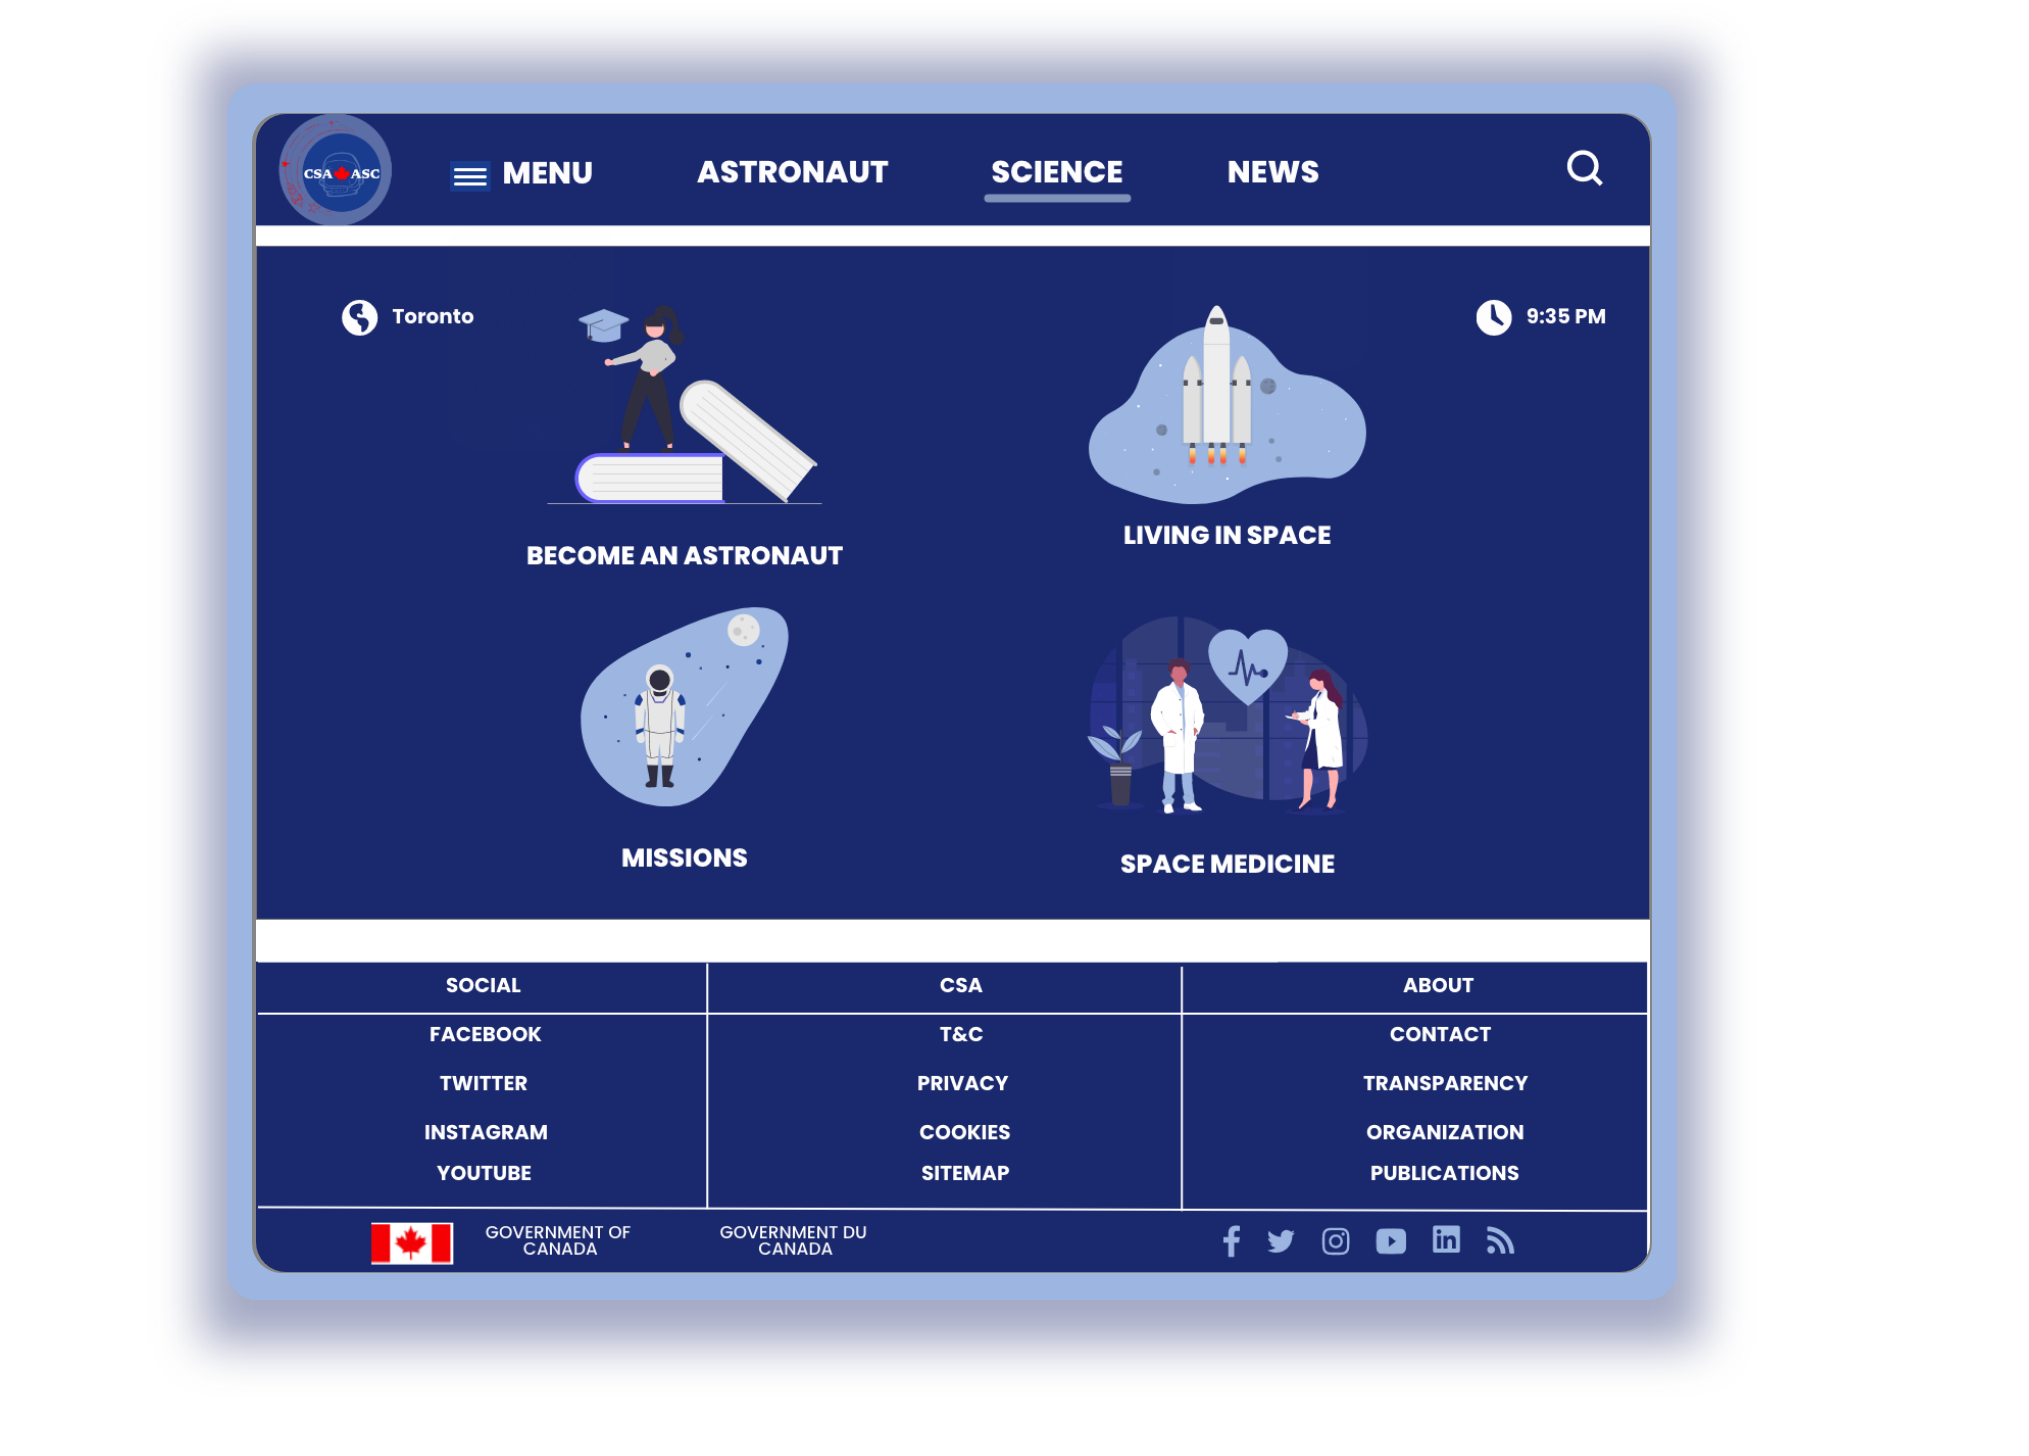 CSA ASC
MENU
ASTRONAUT
SCIENCE
NEWS
Toronto
9:35 PM
BECOME AN ASTRONAUT
LIVING IN SPACE
MISSIONS
SPACE MEDICINE
SOCIAL
CSA
ABOUT
FACEBOOK
T&C
CONTACT
TWITTER
PRIVACY
TRANSPARENCY
INSTAGRAM
COOKIES
ORGANIZATION
YOUTUBE
SITEMAP
PUBLICATIONS
GOVERNMENT OF
CANADA
GOVERNMENT DU
CANADA